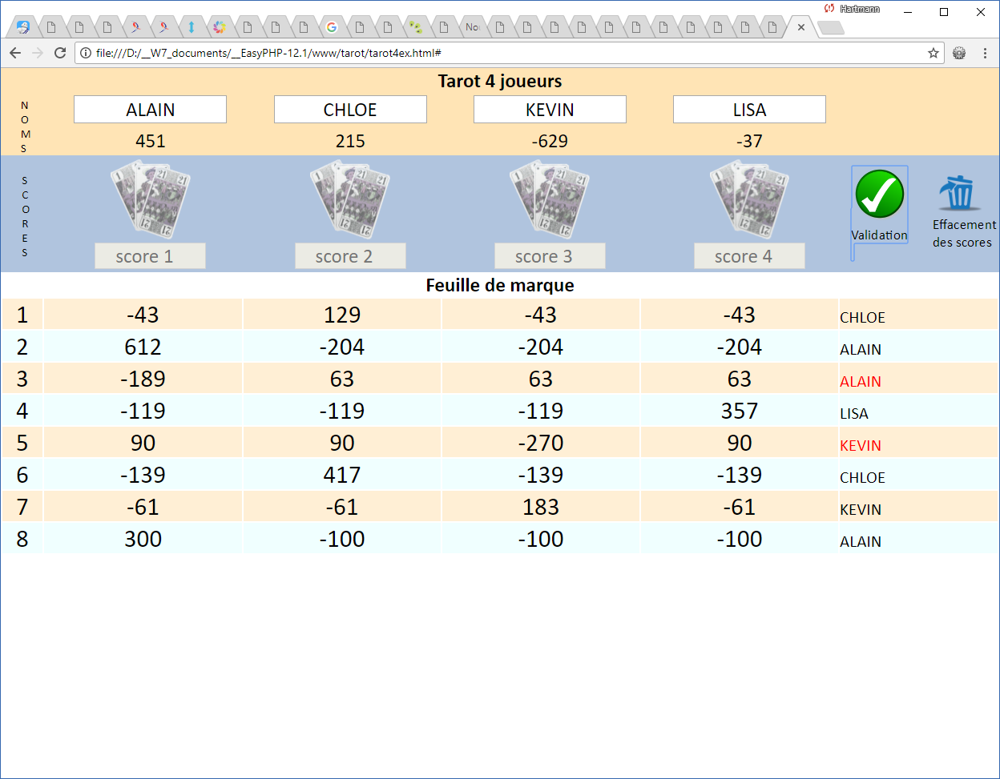 Hartmann
No
file:///D:/__W7_documents/__EasyPHP-12.1/www/tarot/tarot4ex.html#
Tarot 4 joueurs
NOMS
ALAIN CHLOE KEVIN LISA
451 215 -629 -37
SCORES
score 1 score 2 score 3 score 4
Validation
Effacement
des scores
Feuille de marque
1 -43 129 -43 -43 CHLOE
2 612 -204 -204 -204 ALAIN
3 -189 63 63 63 ALAIN
4 -119 -119 -119 357 LISA
5 90 90 -270 90 KEVIN
6 -139 417 -139 -139 CHLOE
7 -61 -61 183 -61 KEVIN
8 300 -100 -100 -100 ALAIN